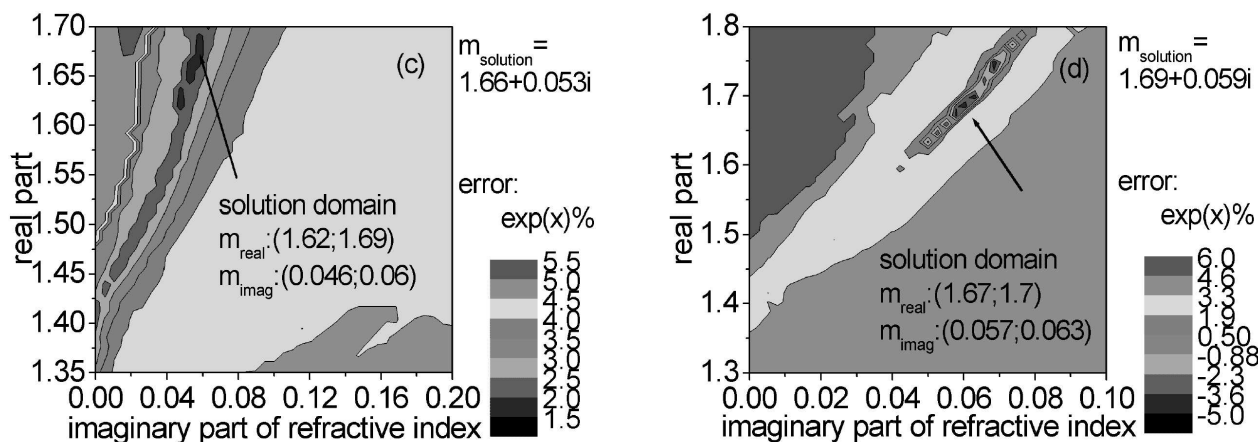 1.70
1.65
1.60
1.55
1.50
1.45
1.40
1.35
real part
(c)
solution domain
m_real:(1.62;1.69)
m_imag:(0.046;0.06)
0.00 0.04 0.08 0.12 0.16 0.20
imaginary part of refractive index
m_solution=
1.66+0.053i
error:
exp(x)%
5.5
5.0
4.5
4.0
3.5
3.0
2.5
2.0
1.5
1.8
1.7
1.6
1.5
1.4
1.3
real part
(d)
solution domain
m_real:(1.67;1.7)
m_imag:(0.057;0.063)
0.00 0.02 0.04 0.06 0.08 0.10
imaginary part of refractive index
m_solution=
1.69+0.059i
error:
exp(x)%
6.0
4.6
3.3
1.9
0.50
-0.88
-2.3
-3.6
-5.0